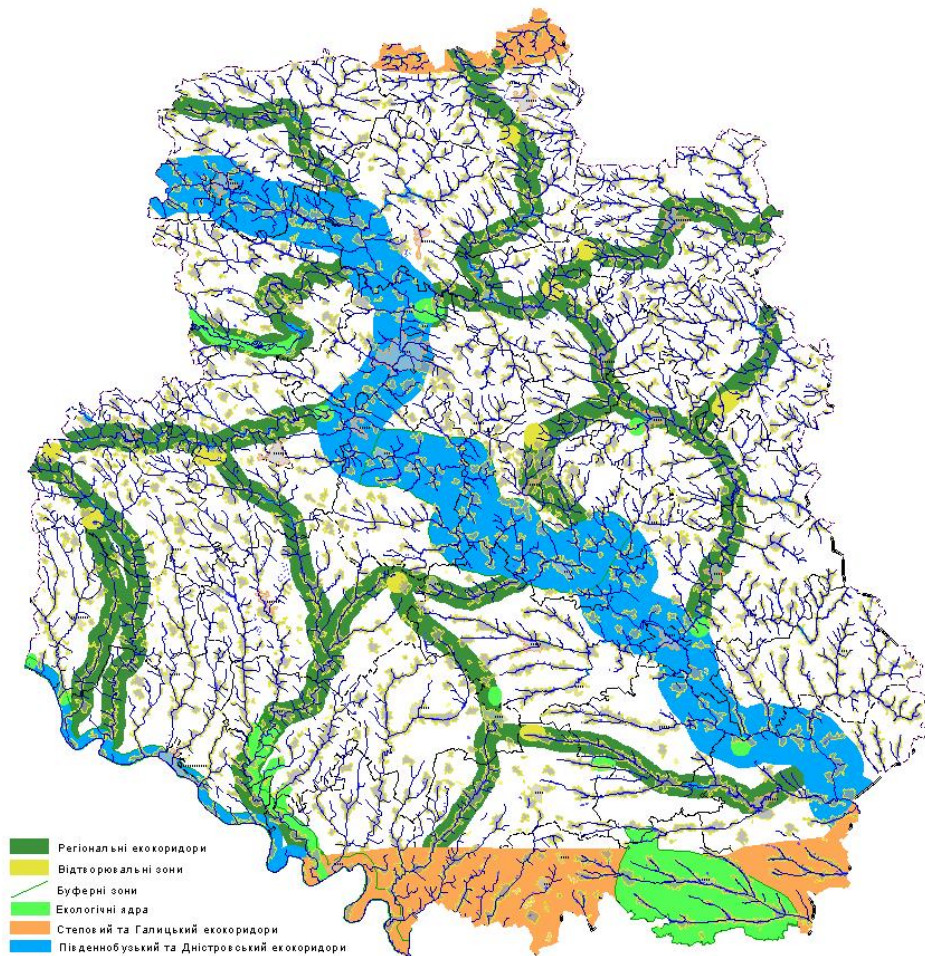 Регіональні екокоридори
Відтворювальні зони
Буферні зони
Екологічні ядра
Степовий та Галицький екокоридори
Південнобузький та Дністровський екокоридори